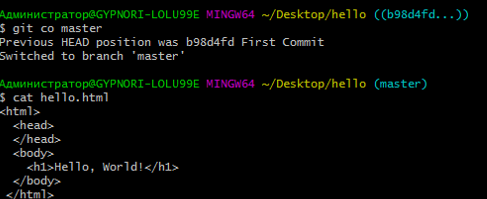 Администратор@GYPNORI-LOLU99E MINGW64 ~/Desktop/hello ((b98d4fd...))
$ git co master
Previous HEAD position was b98d4fd First Commit
Switched to branch 'master'
Администратор@GYPNORI-LOLU99E MINGW64 ~/Desktop/hello (master)
$ cat hello.html
<html>
  <head>
  </head>
  <body>
    <h1>Hello, World!</h1>
  </body>
</html>